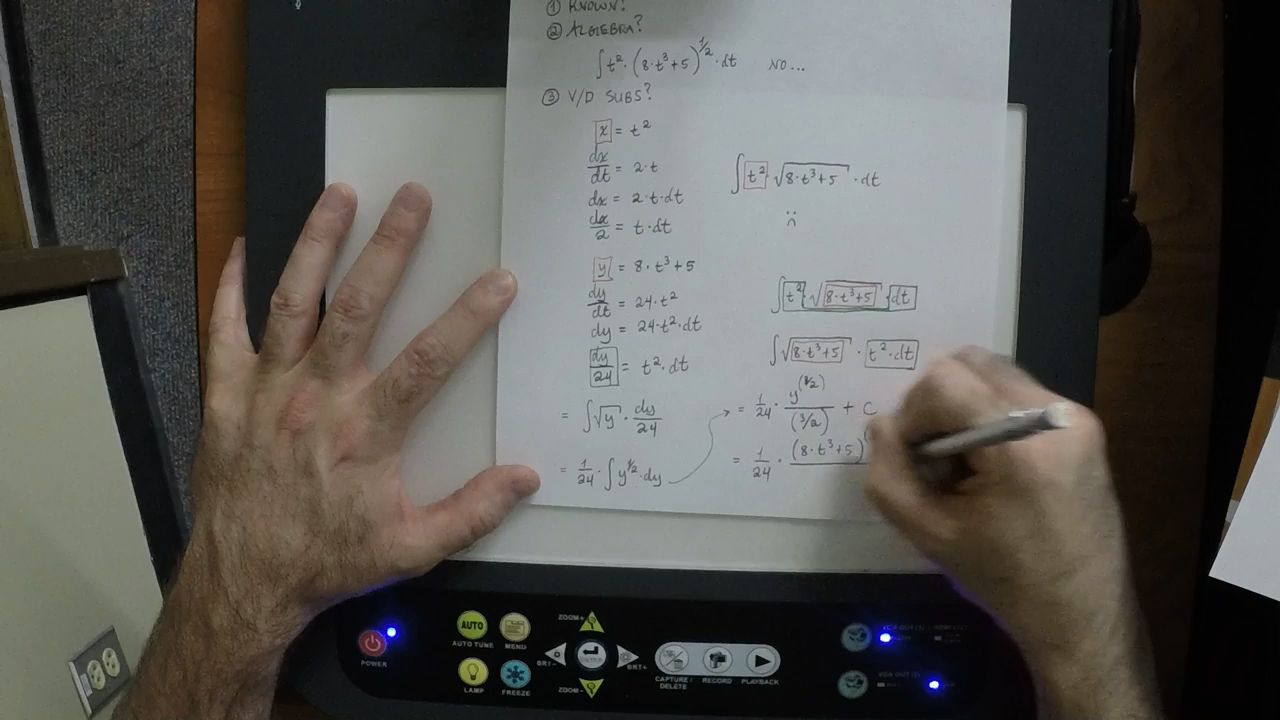 ① KNOWN?
② ALGEBRA?
∫ t² · (8·t³+5)^1/2 · dt NO...
③ V/D SUBS?
x = t²
dx/dt = 2·t
dx = 2·t·dt
dx/2 = t·dt
∫ t² √(8·t³+5) · dt
y = 8·t³+5
dy/dt = 24·t²
dy = 24·t²·dt
dy/24 = t²·dt
= ∫√y · dy/24
= 1/24 · ∫ y^1/2 · dy
∫ t² · √(8·t³+5) · dt
∫ √(8·t³+5) · t²·dt
= 1/24 · y^(3/2) / (3/2) + C
= 1/24 · (8·t³+5)
POWER
AUTO
AUTO TUNE
MENU
LAMP
FREEZE
ZOOM+
BRT-
BRT+
ZOOM-
CAPTURE / DELETE
RECORD
PLAYBACK